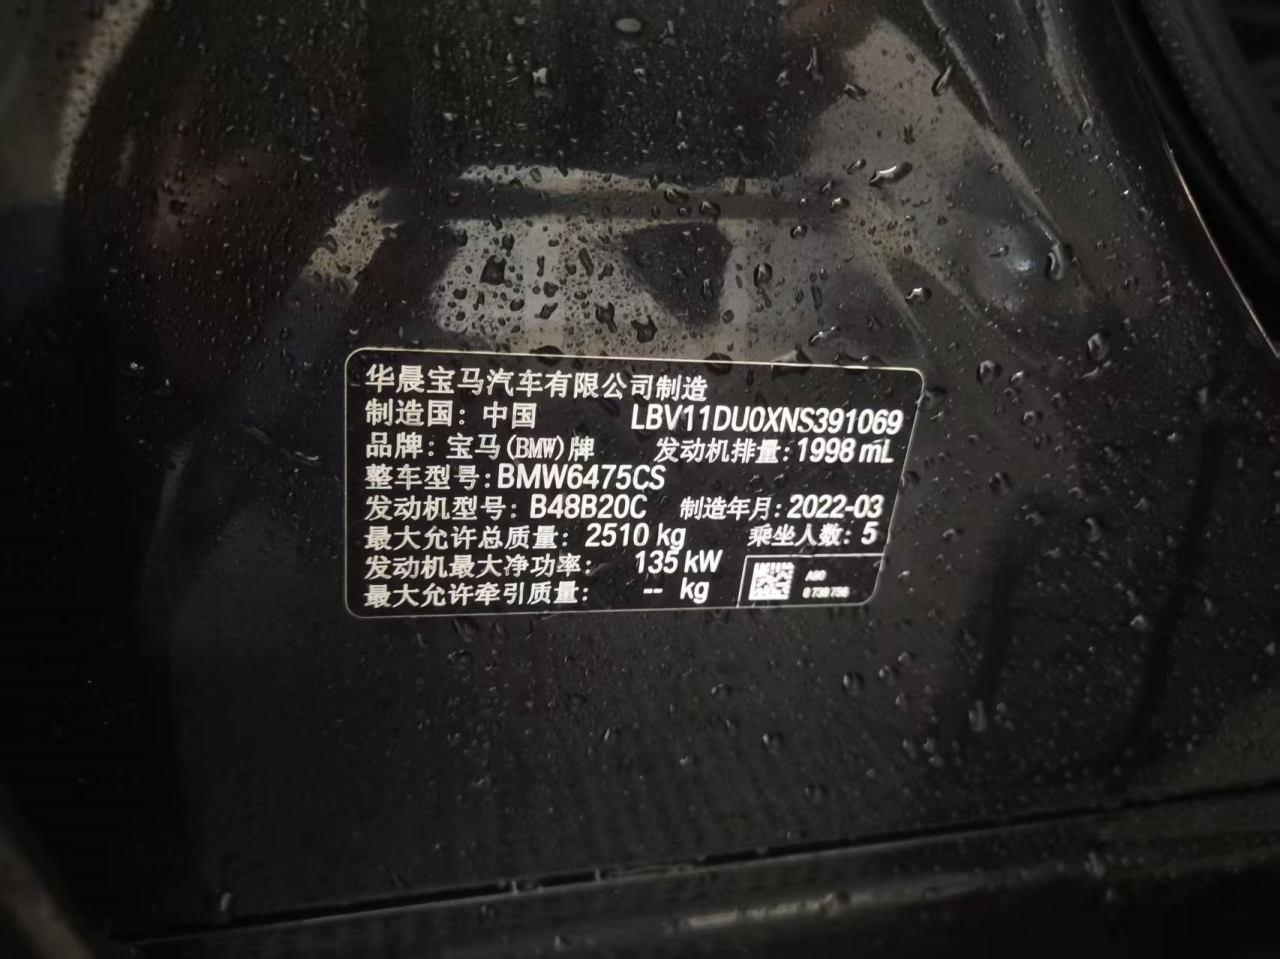 华晨宝马汽车有限公司制造
制造国：中国 LBV11DU0XNS391069
品牌：宝马(BMW)牌 发动机排量：1998 mL
整车型号：BMW6475CS
发动机型号：B48B20C 制造年月：2022-03
最大允许总质量：2510 kg 乘坐人数：5
发动机最大净功率：135 kW
最大允许牵引质量：-- kg